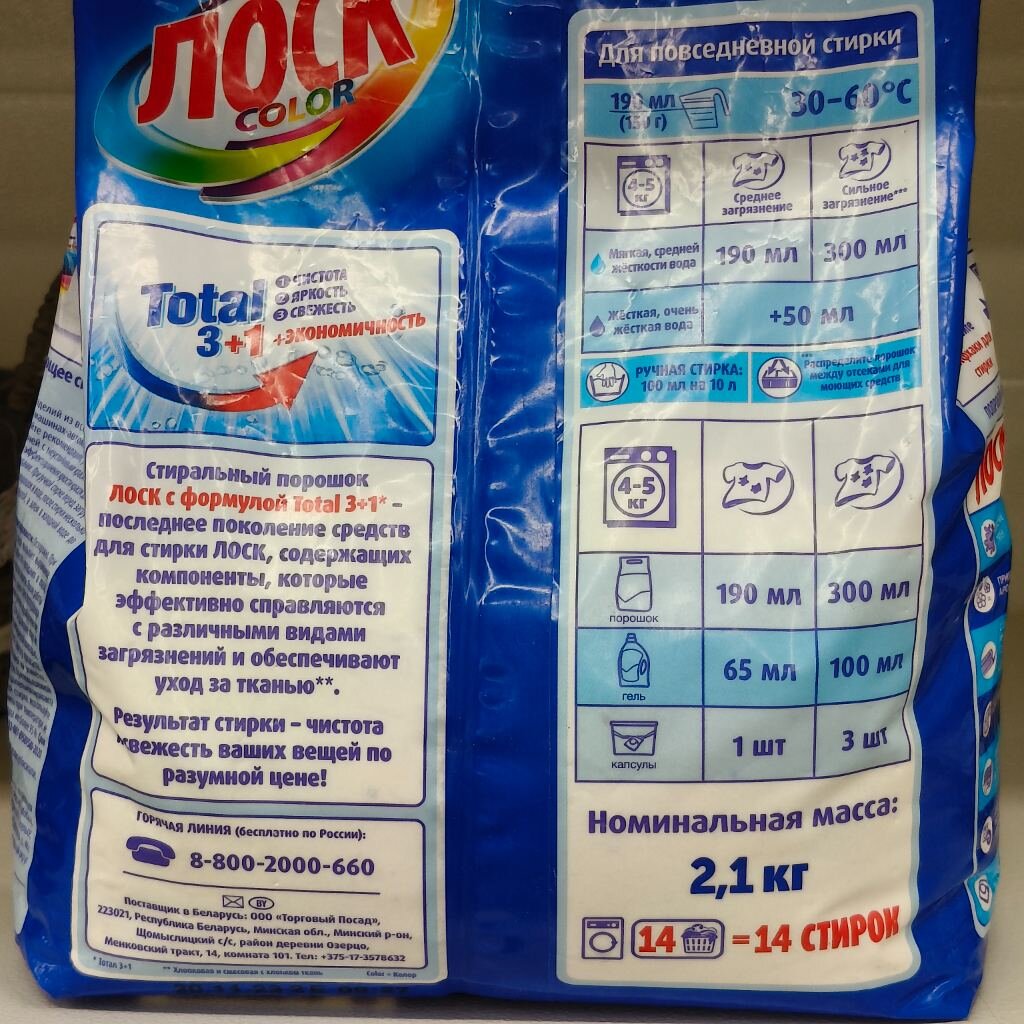 ЛОСК
COLOR
Total
3+1
1 ЧИСТОТА
2 ЯРКОСТЬ
3 СВЕЖЕСТЬ
+ЭКОНОМИЧНОСТЬ
Стиральный порошок
ЛОСК с формулой Total 3+1* –
последнее поколение средств
для стирки ЛОСК, содержащих
компоненты, которые
эффективно справляются
с различными видами
загрязнений и обеспечивают
уход за тканью**.
Результат стирки – чистота
свежесть ваших вещей по
разумной цене!
ГОРЯЧАЯ ЛИНИЯ (бесплатно по России):
8-800-2000-660
BY
Поставщик в Беларусь: ООО «Торговый Посад»,
223021, Республика Беларусь, Минская обл., Минский р-он,
Щомыслицкий с/с, район деревни Озерцо,
Менковский тракт, 14, комната 101. Тел: +375-17-3578632
* Тотал 3+1
** Хлопковая и смесовая с хлопком ткань
Color = Колор
Для повседневной стирки
190 мл
(150 г)
30–60°C
4-5
кг
Среднее
загрязнение
Сильное
загрязнение***
Мягкая, средней
жёсткости вода
190 мл
300 мл
Жёсткая, очень
жёсткая вода
+50 мл
РУЧНАЯ СТИРКА:
100 мл на 10 л
*** Распределить порошок
между отсеками для
моющих средств
4-5
кг
порошок
190 мл
300 мл
гель
65 мл
100 мл
капсулы
1 шт
3 шт
Номинальная масса:
2,1 кг
14 = 14 СТИРОК
ЛОСК